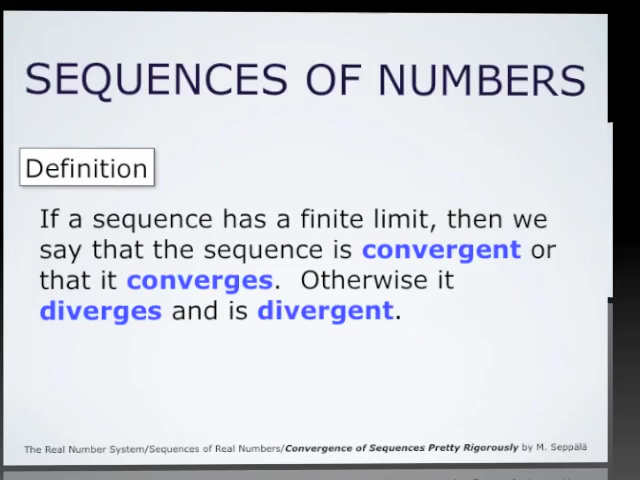 SEQUENCES OF NUMBERS
Definition
If a sequence has a finite limit, then we
say that the sequence is convergent or
that it converges. Otherwise it
diverges and is divergent.
The Real Number System/Sequences of Real Numbers/Convergence of Sequences Pretty Rigorously by M. Seppälä